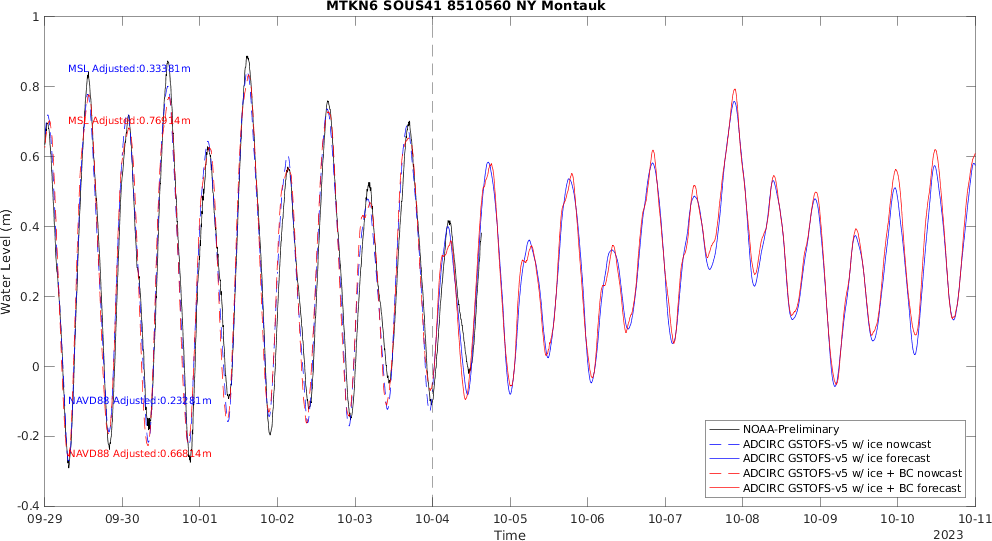 MTKN6 SOUS41 8510560 NY Montauk
1
0.8
0.6
0.4
0.2
0
-0.2
-0.4
Water Level (m)
MSL Adjusted:0.33381m
MSL Adjusted:0.76914m
NAVD88 Adjusted:0.23281m
NAVD88 Adjusted:0.66814m
NOAA-Preliminary
ADCIRC GSTOFS-v5 w/ ice nowcast
ADCIRC GSTOFS-v5 w/ ice forecast
ADCIRC GSTOFS-v5 w/ ice + BC nowcast
ADCIRC GSTOFS-v5 w/ ice + BC forecast
09-29 09-30 10-01 10-02 10-03 10-04 10-05 10-06 10-07 10-08 10-09 10-10 10-11
Time
2023